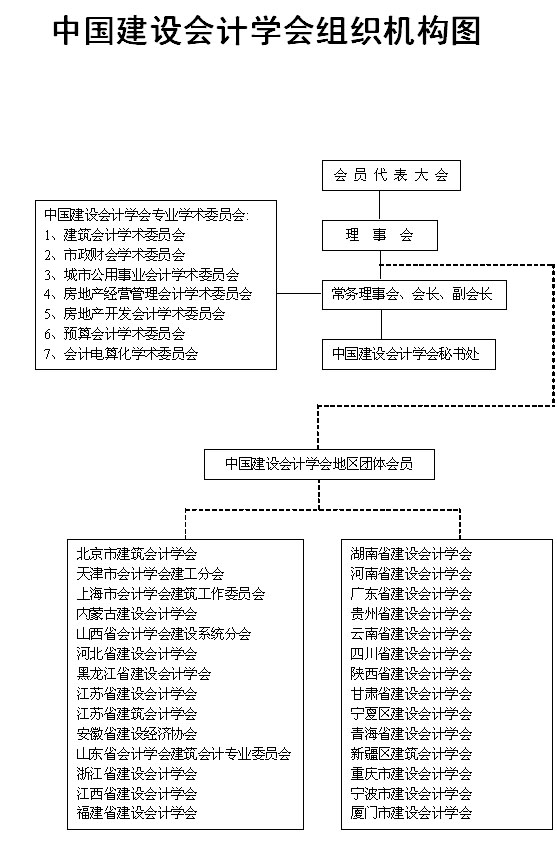 中国建设会计学会组织机构图
会员代表大会
理事会
中国建设会计学会专业学术委员会:
1、建筑会计学术委员会
2、市政财会学术委员会
3、城市公用事业会计学术委员会
4、房地产经营管理会计学术委员会
5、房地产开发会计学术委员会
6、预算会计学术委员会
7、会计电算化学术委员会
常务理事会、会长、副会长
中国建设会计学会秘书处
中国建设会计学会地区团体会员
北京市建筑会计学会
天津市会计学会建工分会
上海市会计学会建筑工作委员会
内蒙古建设会计学会
山西省会计学会建设系统分会
河北省建设会计学会
黑龙江省建设会计学会
江苏省建设会计学会
江苏省建筑会计学会
安徽省建设经济协会
山东省会计学会建筑会计专业委员会
浙江省建设会计学会
江西省建设会计学会
福建省建设会计学会
湖南省建设会计学会
河南省建设会计学会
广东省建设会计学会
贵州省建设会计学会
云南省建设会计学会
四川省建设会计学会
陕西省建设会计学会
甘肃省建设会计学会
宁夏区建设会计学会
青海省建设会计学会
新疆区建筑会计学会
重庆市建设会计学会
宁波市建设会计学会
厦门市建设会计学会